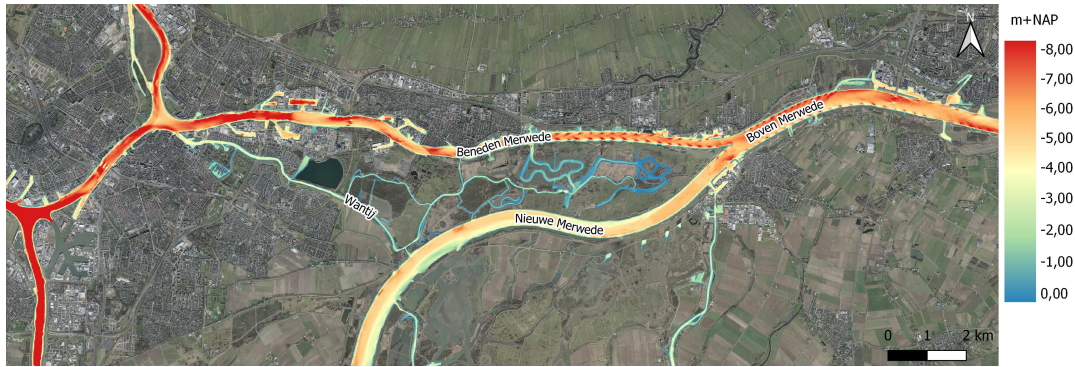 m+NAP
N
-8,00
-7,00
-6,00
-5,00
-4,00
-3,00
-2,00
-1,00
0,00
Boven Merwede
Beneden Merwede
Wantij
Nieuwe Merwede
0 1 2 km